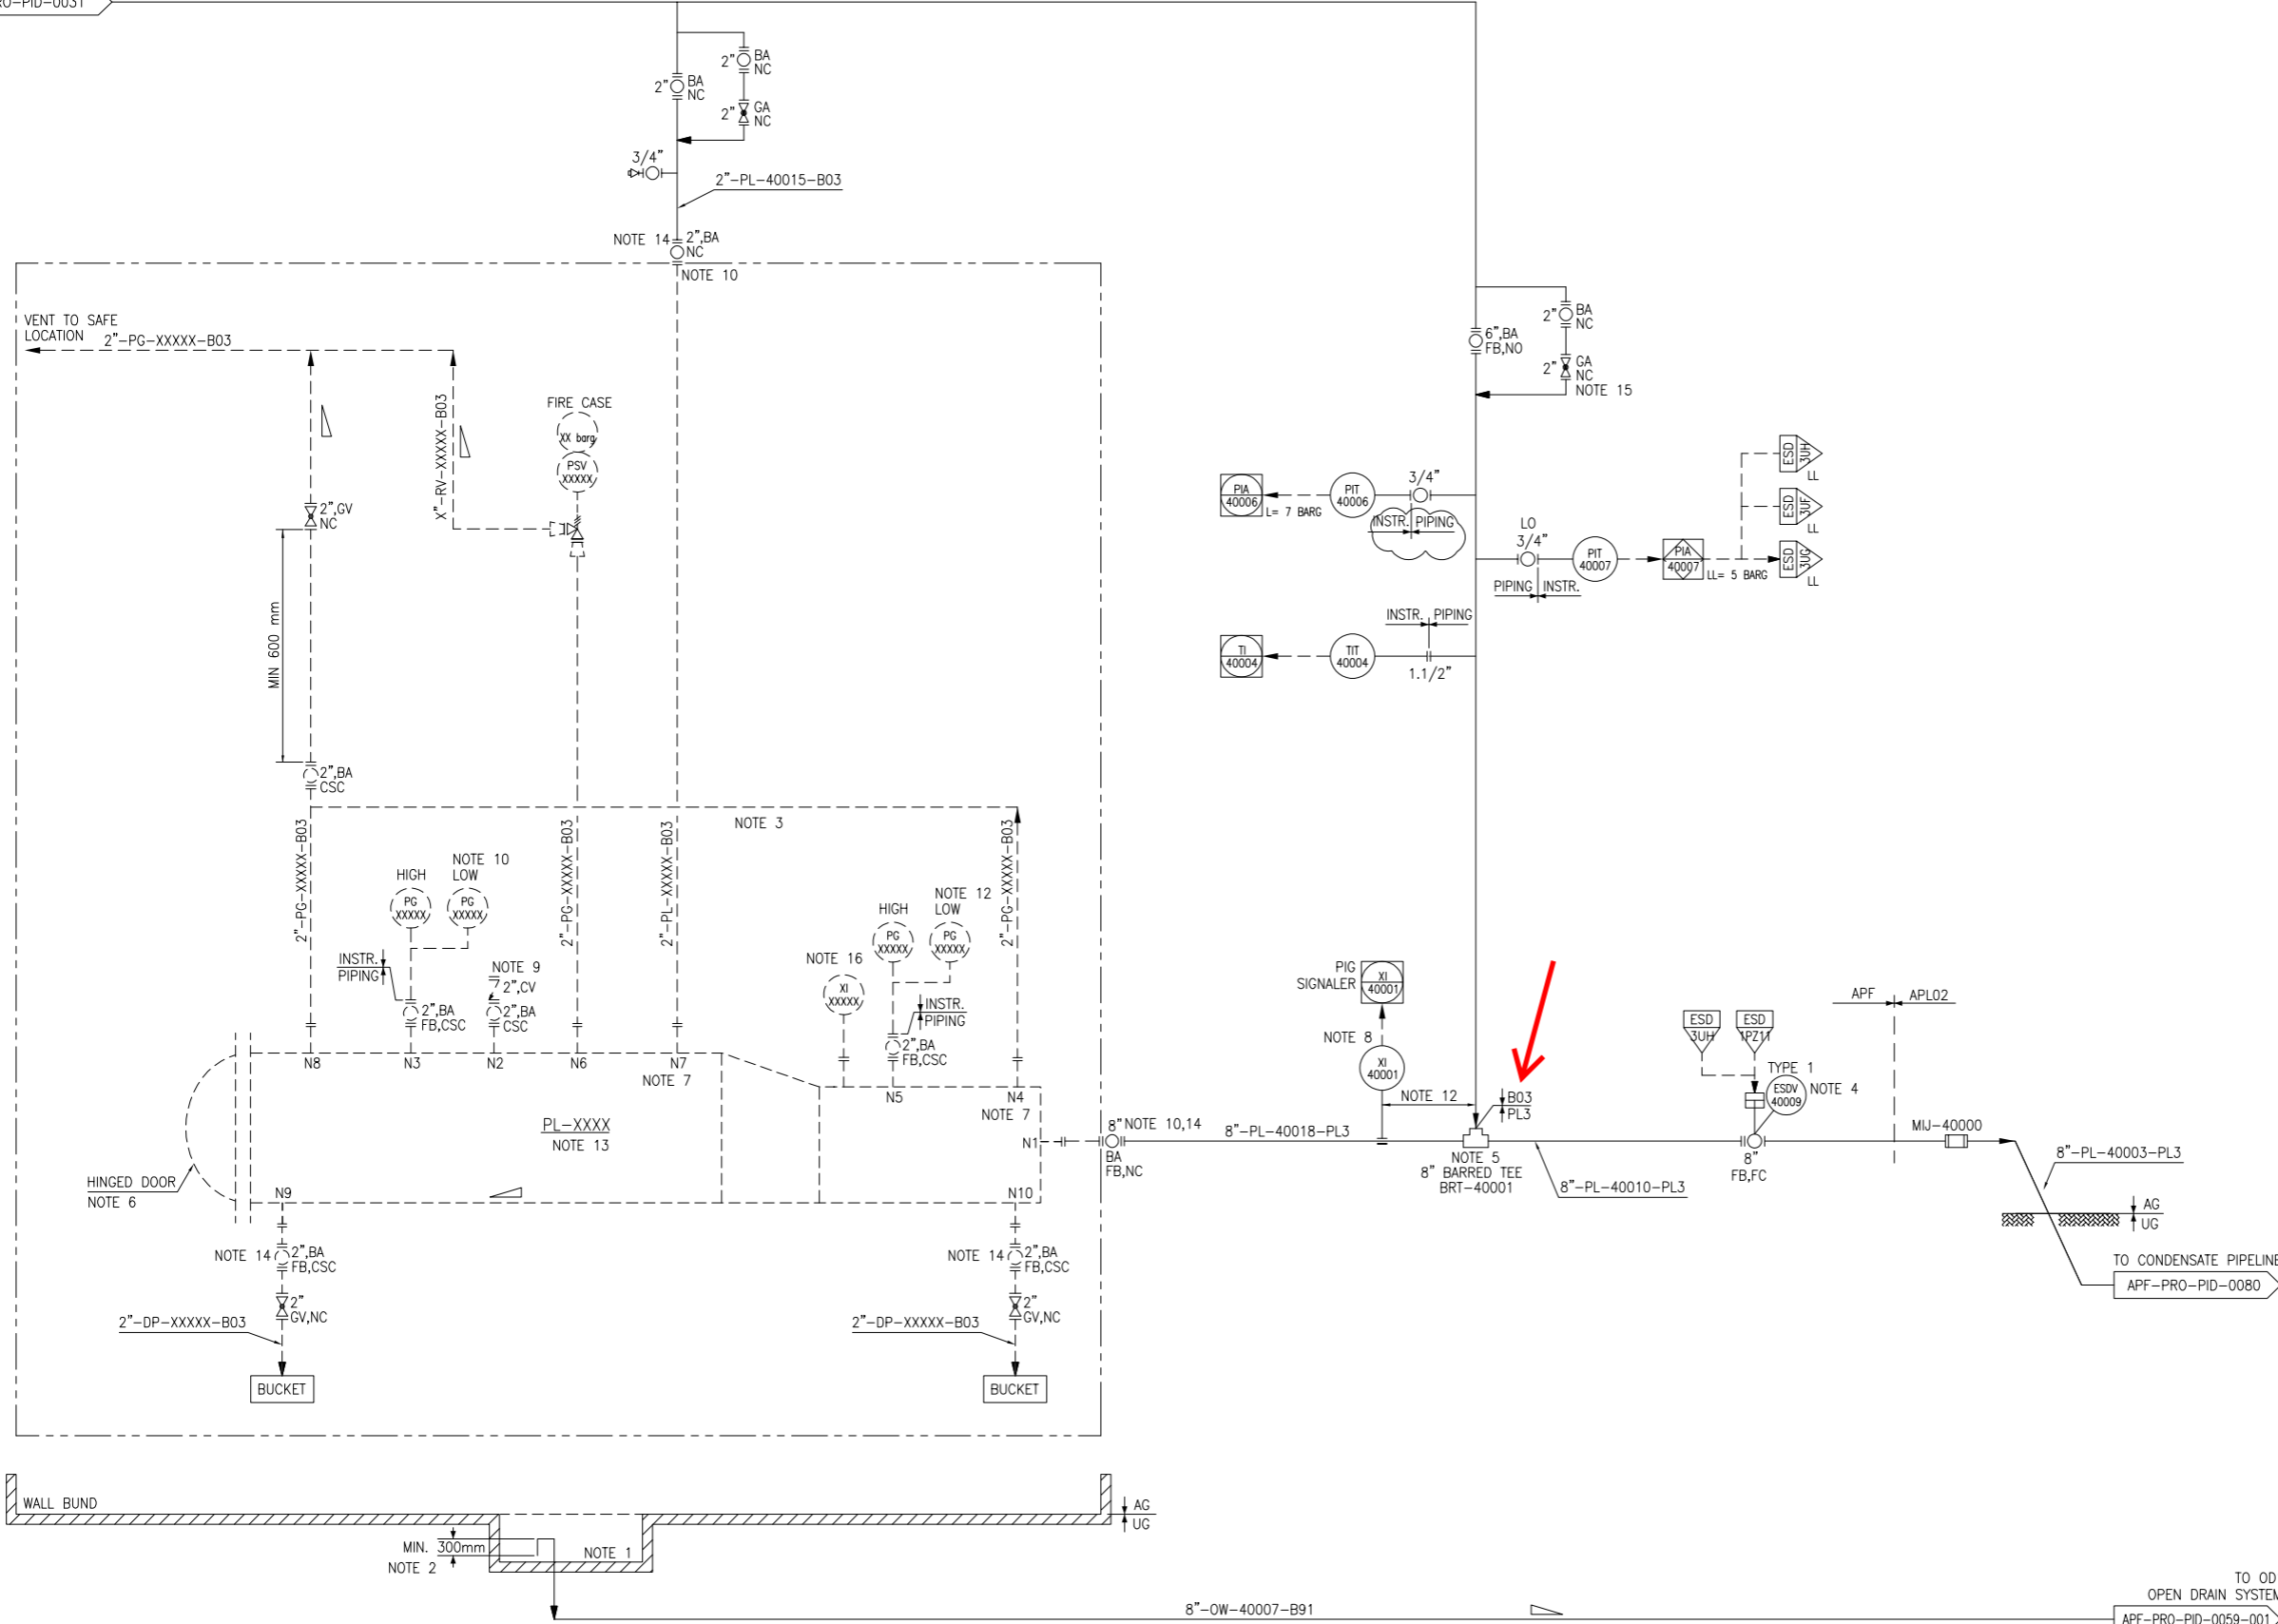 RO-PID-0031
2" BA
NC
2" BA
NC
2" GA
NC
3/4"
2"-PL-40015-B03
NOTE 14 2",BA
NC
NOTE 10
VENT TO SAFE
LOCATION 2"-PG-XXXXX-B03
X"-RV-XXXXX-B03
FIRE CASE
XX barg
PSV
XXXXX
2",GV
NC
MIN 600 mm
2",BA
CSC
NOTE 3
2"-PG-XXXXX-B03
2"-PG-XXXXX-B03
2"-PL-XXXXX-B03
2"-PG-XXXXX-B03
HIGH
NOTE 10
LOW
PG
XXXXX
PG
XXXXX
INSTR.
PIPING
2",BA
FB,CSC
NOTE 9
2",CV
2",BA
CSC
NOTE 16
XI
XXXXX
HIGH
NOTE 12
LOW
PG
XXXXX
PG
XXXXX
INSTR.
PIPING
2",BA
FB,CSC
N8
N3
N2
N6
N7
NOTE 7
N5
N4
NOTE 7
PL-XXXX
NOTE 13
N1
HINGED DOOR
NOTE 6
N9
N10
NOTE 14 2",BA
FB,CSC
2"
GV,NC
2"-DP-XXXXX-B03
BUCKET
NOTE 14 2",BA
FB,CSC
2"
GV,NC
2"-DP-XXXXX-B03
BUCKET
6",BA
FB,NO
2" BA
NC
2" GA
NC
NOTE 15
PIA
40006
L= 7 BARG
PIT
40006
3/4"
INSTR. PIPING
LO
3/4"
PIPING INSTR.
PIT
40007
PIA
40007
LL= 5 BARG
ESD
3UH
LL
ESD
3UF
LL
ESD
3UG
LL
INSTR. PIPING
TI
40004
TIT
40004
1.1/2"
PIG
SIGNALER
XI
40001
NOTE 8
XI
40001
NOTE 12
B03
PL3
8" NOTE 10,14
BA
FB,NC
8"-PL-40018-PL3
NOTE 5
8" BARRED TEE
BRT-40001
8"-PL-40010-PL3
ESD
3UH
ESD
1PZ11
TYPE 1
ESDV
40009
NOTE 4
8"
FB,FC
APF APL02
MIJ-40000
8"-PL-40003-PL3
AG
UG
TO CONDENSATE PIPELINE
APF-PRO-PID-0080
WALL BUND
AG
UG
MIN. 300mm
NOTE 2
NOTE 1
8"-OW-40007-B91
TO OD
OPEN DRAIN SYSTEM
APF-PRO-PID-0059-001